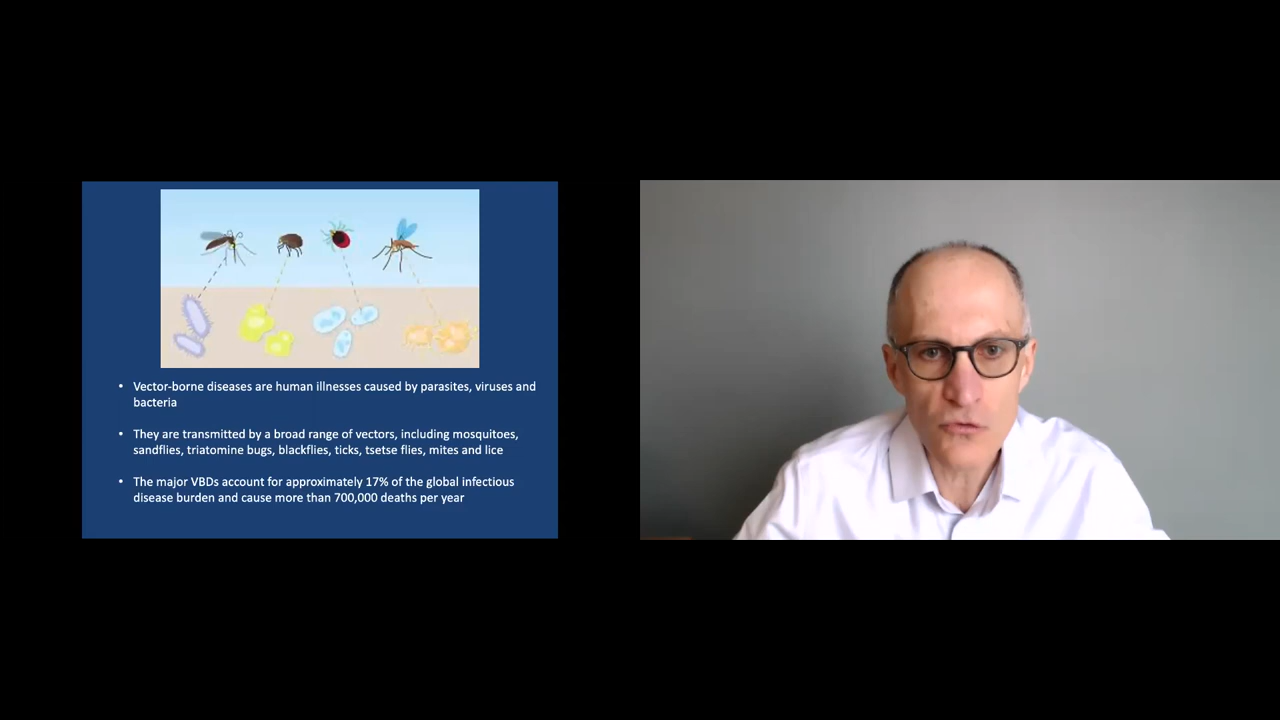 • Vector-borne diseases are human illnesses caused by parasites, viruses and
bacteria
• They are transmitted by a broad range of vectors, including mosquitoes,
sandflies, triatomine bugs, blackflies, ticks, tsetse flies, mites and lice
• The major VBDs account for approximately 17% of the global infectious
disease burden and cause more than 700,000 deaths per year